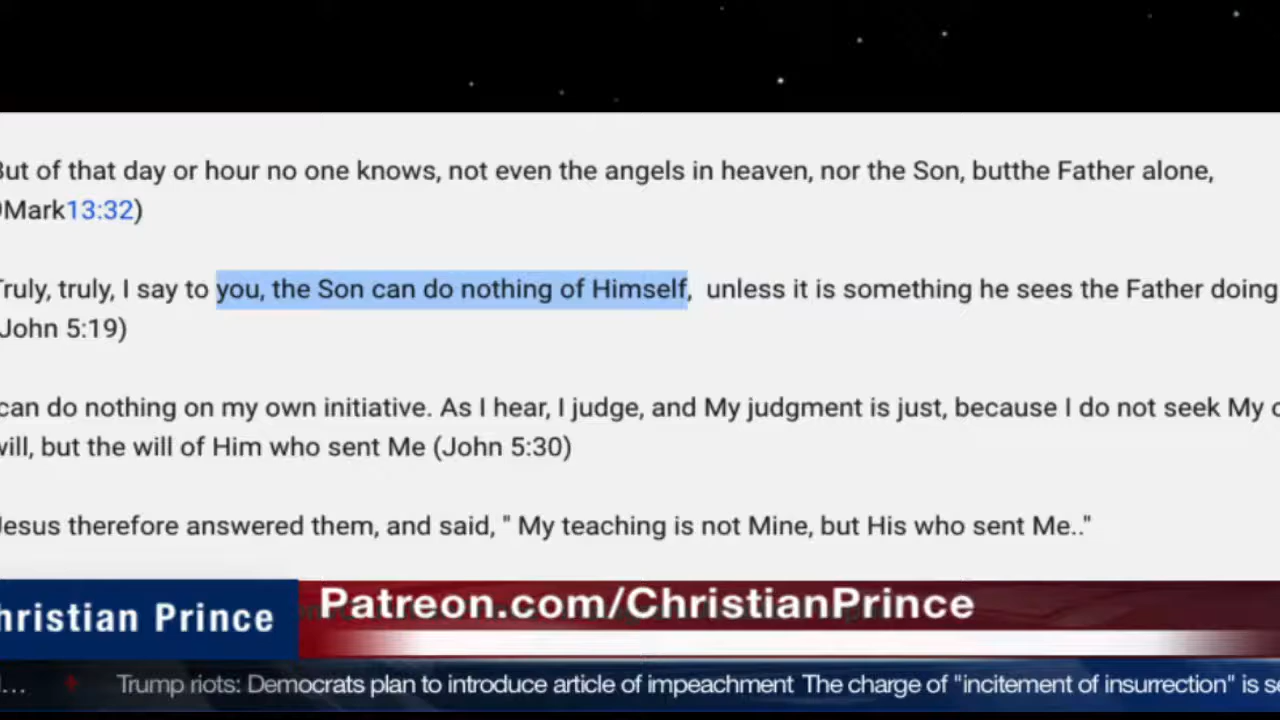 But of that day or hour no one knows, not even the angels in heaven, nor the Son, butthe Father alone,
Mark13:32)
Truly, truly, I say to you, the Son can do nothing of Himself,  unless it is something he sees the Father doing
(John 5:19)
can do nothing on my own initiative. As I hear, I judge, and My judgment is just, because I do not seek My
will, but the will of Him who sent Me (John 5:30)
Jesus therefore answered them, and said, " My teaching is not Mine, but His who sent Me.."
hristian Prince
Patreon.com/ChristianPrince
... Trump riots: Democrats plan to introduce article of impeachment The charge of "incitement of insurrection" is se